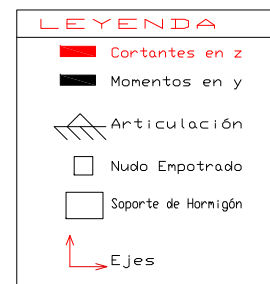 LEYENDA
Cortantes en z
Momentos en y
Articulación
Nudo Empotrado
Soporte de Hormigón
Ejes